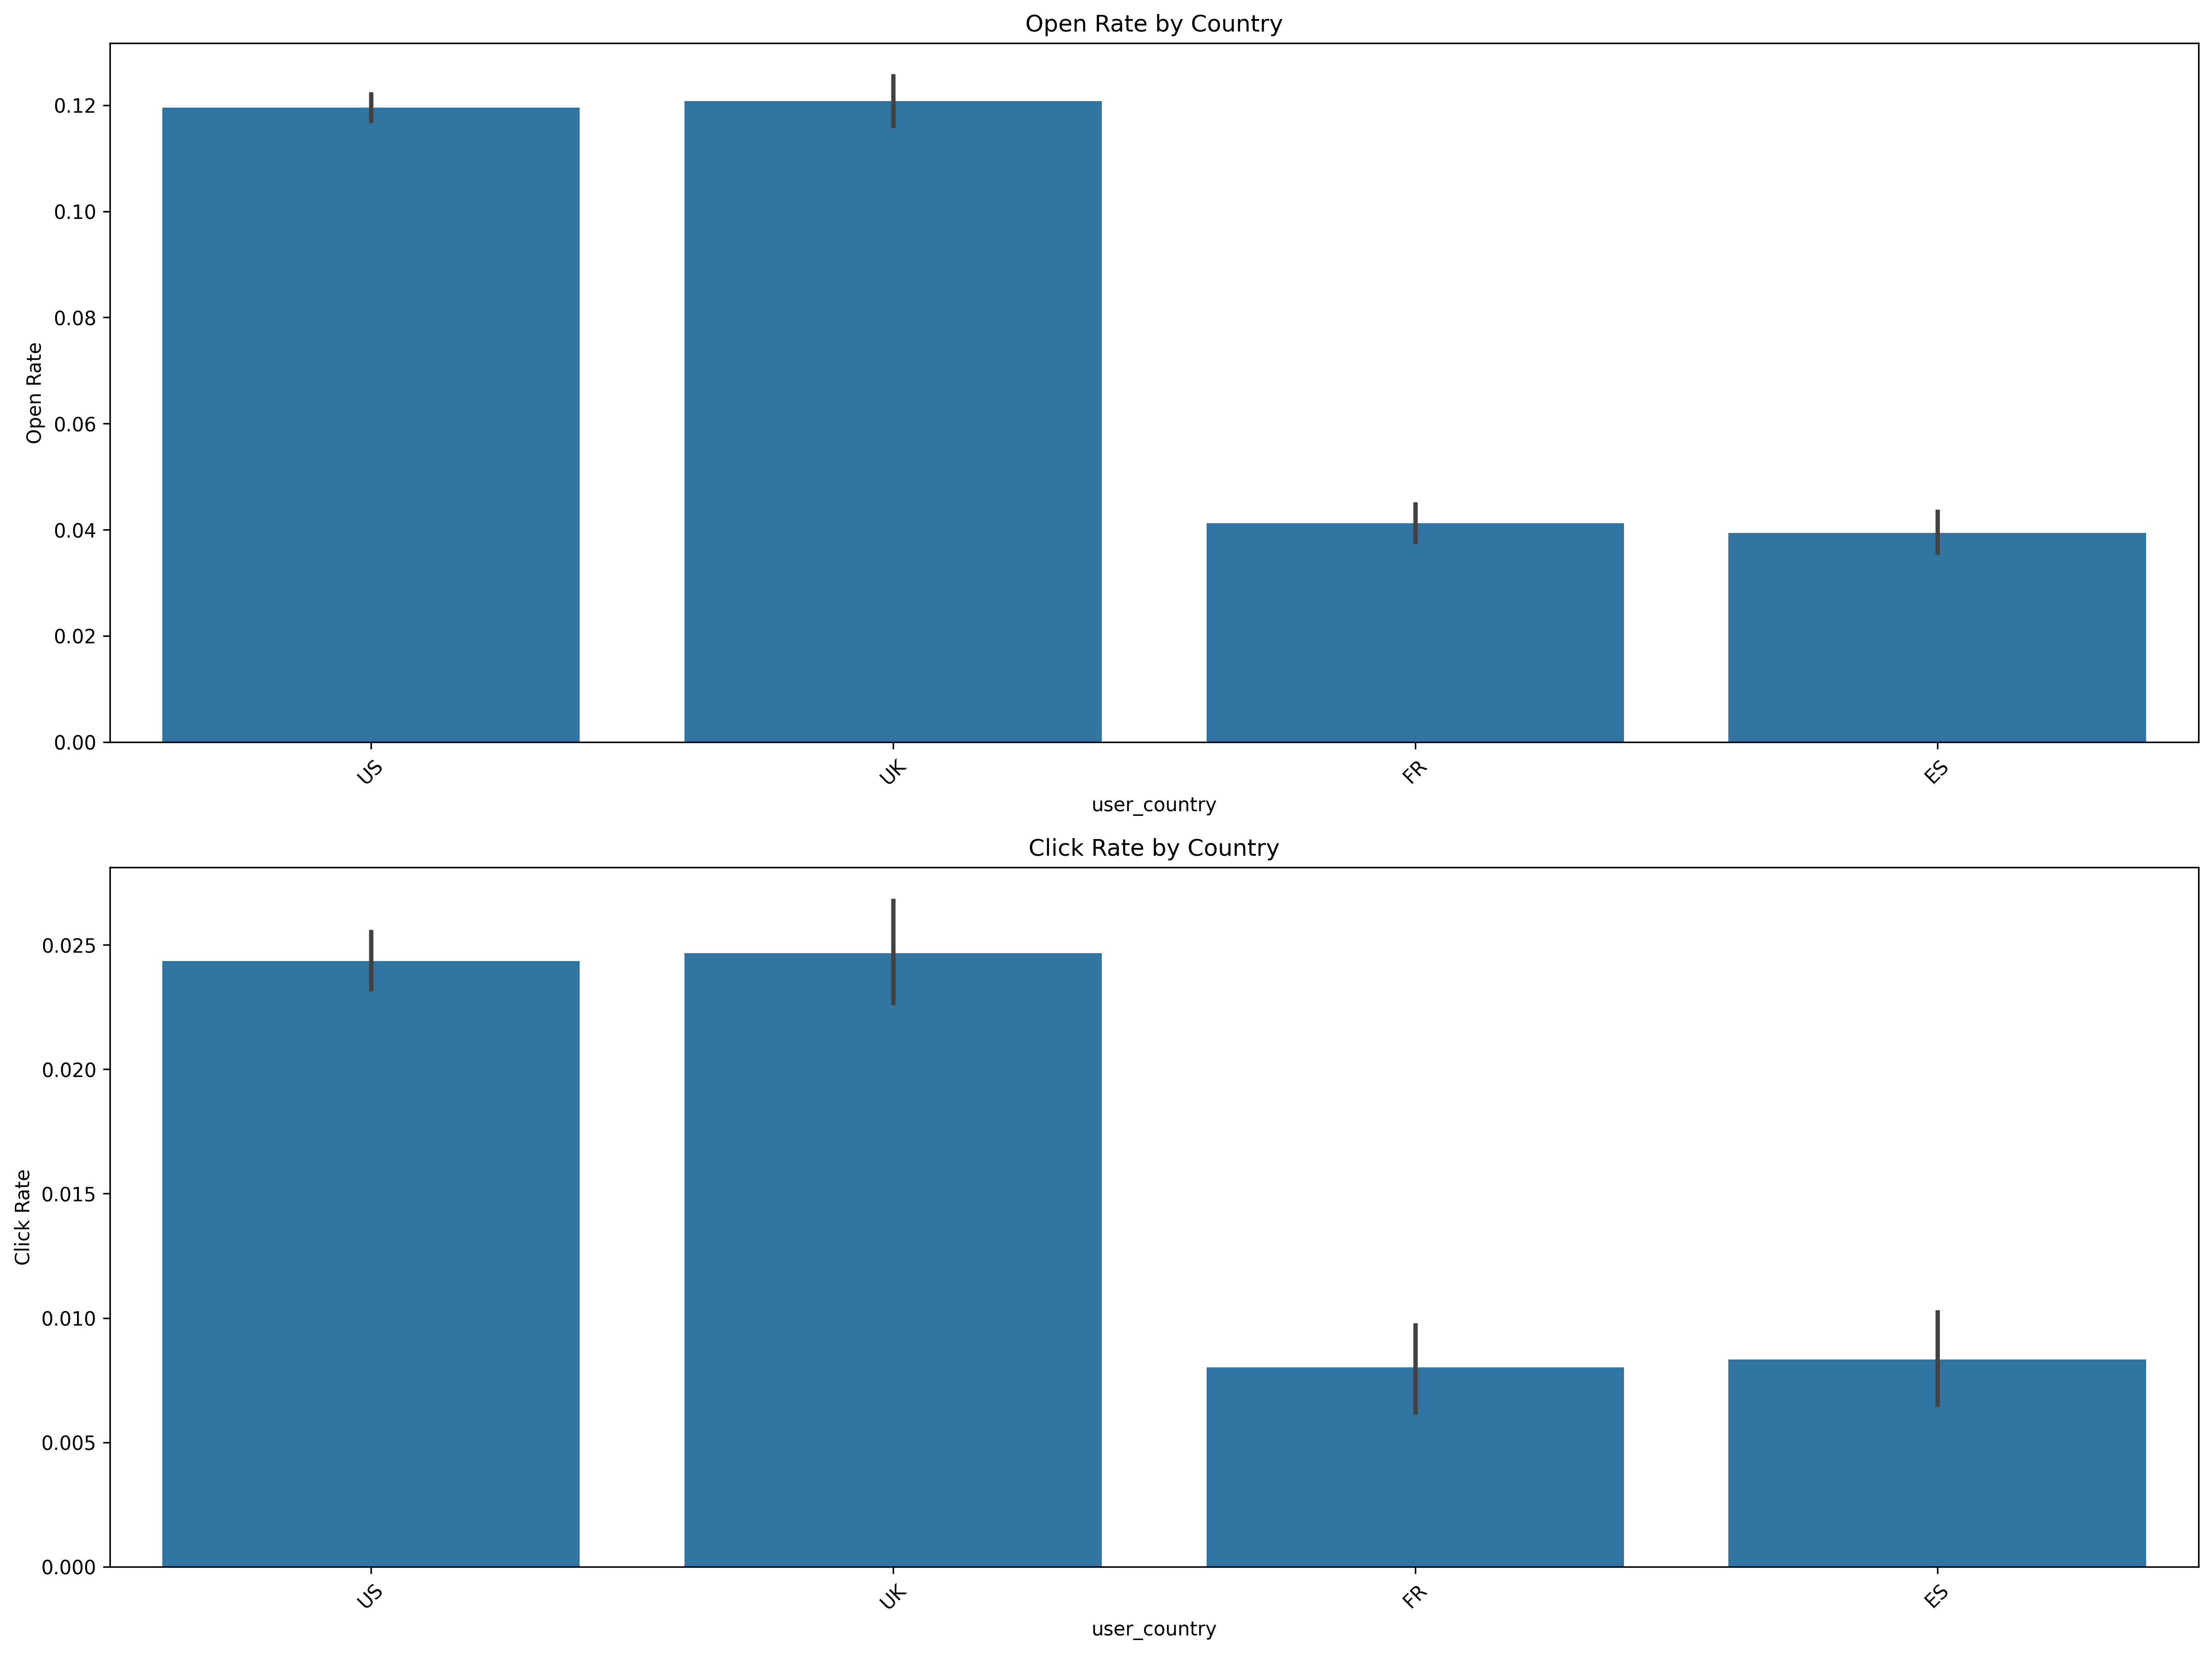 Open Rate by Country
Open Rate
0.12
0.10
0.08
0.06
0.04
0.02
0.00
US
UK
FR
ES
user_country
Click Rate by Country
Click Rate
0.025
0.020
0.015
0.010
0.005
0.000
US
UK
FR
ES
user_country